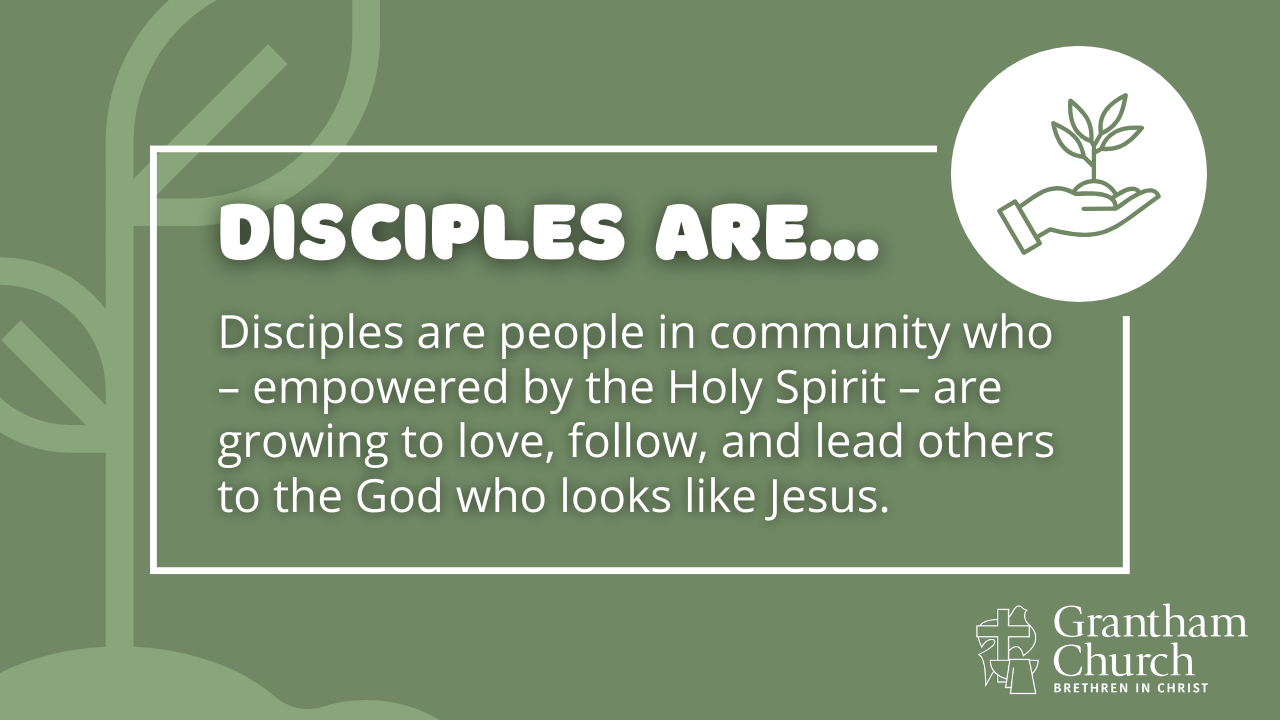 DISCIPLES ARE...
Disciples are people in community who
– empowered by the Holy Spirit – are
growing to love, follow, and lead others
to the God who looks like Jesus.
Grantham
Church
BRETHREN IN CHRIST